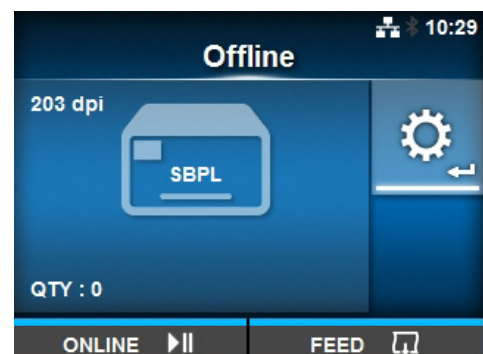 10:29
Offline
203 dpi
SBPL
QTY : 0
ONLINE FEED